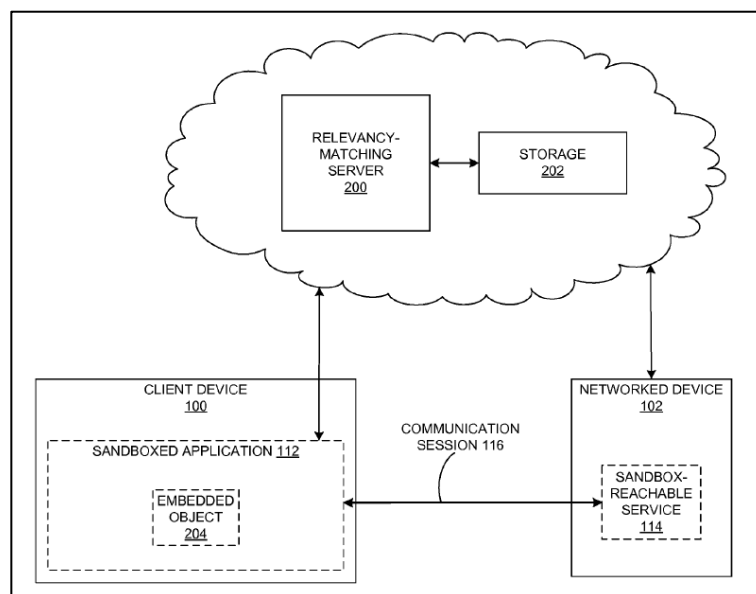 RELEVANCY-
MATCHING
SERVER
200
STORAGE
202
CLIENT DEVICE
100
SANDBOXED APPLICATION 112
EMBEDDED
OBJECT
204
COMMUNICATION
SESSION 116
NETWORKED DEVICE
102
SANDBOX-
REACHABLE
SERVICE
114